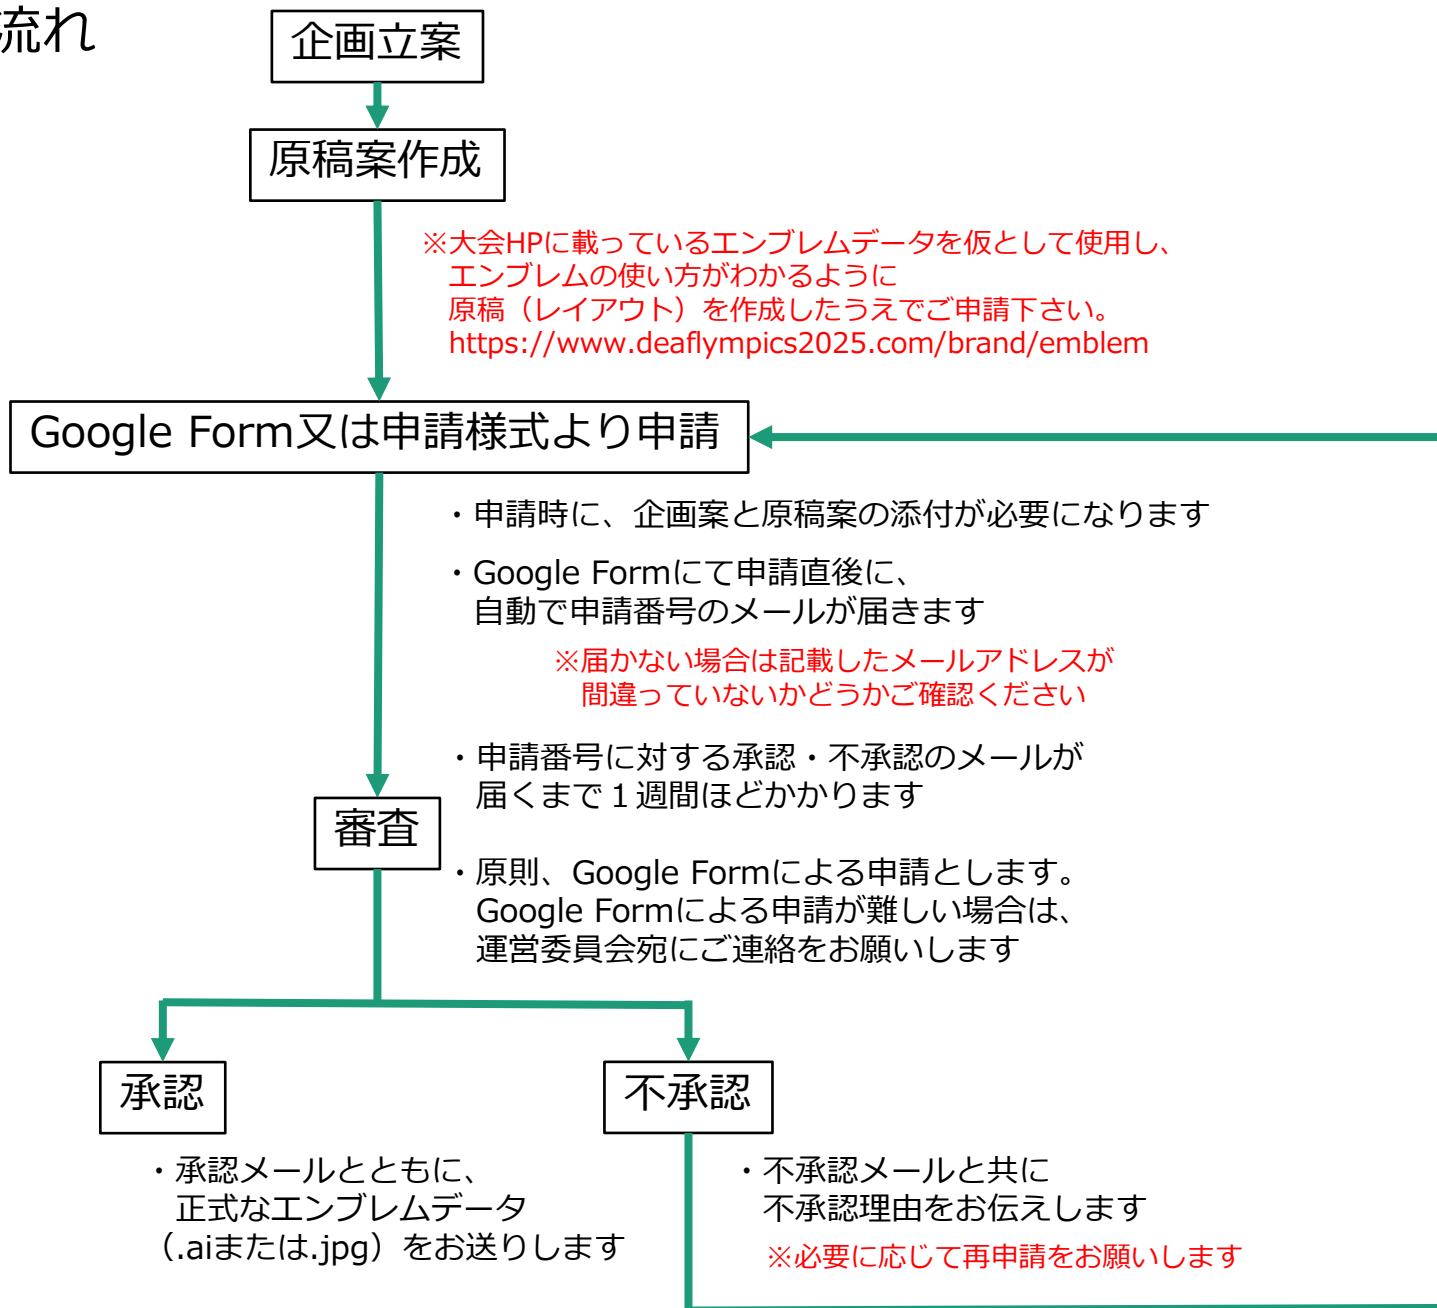 流れ
企画立案
原稿案作成
※大会HPに載っているエンブレムデータを仮として使用し、
エンブレムの使い方がわかるように
原稿（レイアウト）を作成したうえでご申請下さい。
https://www.deaflympics2025.com/brand/emblem
Google Form又は申請様式より申請
・申請時に、企画案と原稿案の添付が必要になります
・Google Formにて申請直後に、
自動で申請番号のメールが届きます
※届かない場合は記載したメールアドレスが
間違っていないかどうかご確認ください
・申請番号に対する承認・不承認のメールが
届くまで１週間ほどかかります
審査
・原則、Google Formによる申請とします。
Google Formによる申請が難しい場合は、
運営委員会宛にご連絡をお願いします
承認
・承認メールとともに、
正式なエンブレムデータ
（.aiまたは.jpg）をお送りします
不承認
・不承認メールと共に
不承認理由をお伝えします
※必要に応じて再申請をお願いします